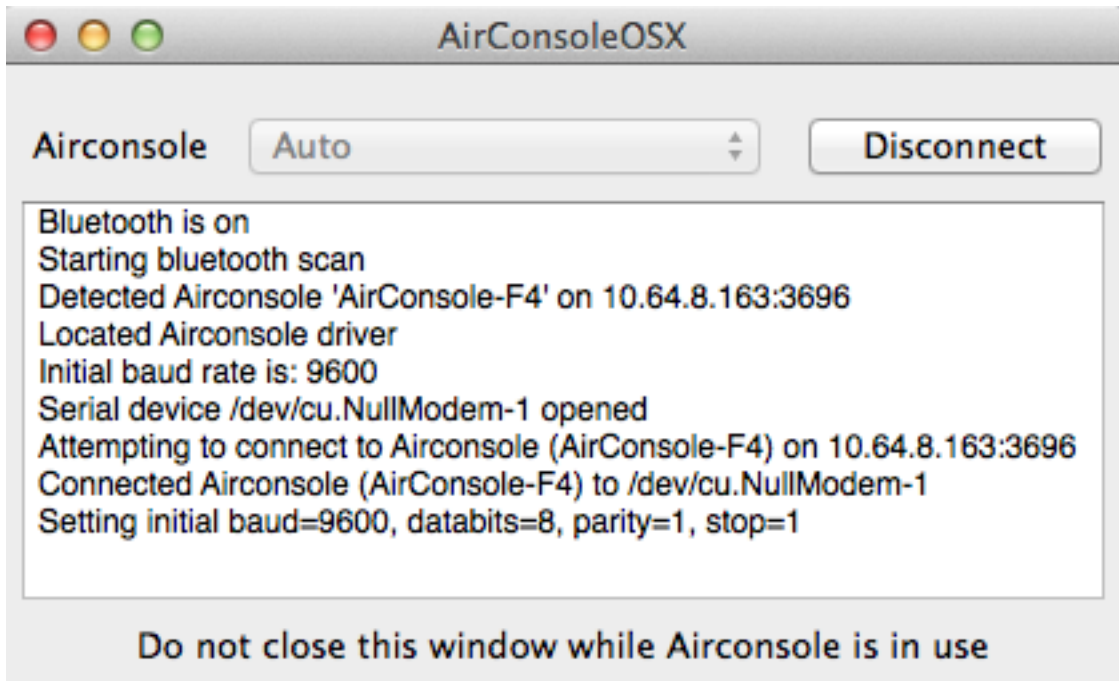 AirConsoleOSX
Airconsole Auto Disconnect
Bluetooth is on
Starting bluetooth scan
Detected Airconsole 'AirConsole-F4' on 10.64.8.163:3696
Located Airconsole driver
Initial baud rate is: 9600
Serial device /dev/cu.NullModem-1 opened
Attempting to connect to Airconsole (AirConsole-F4) on 10.64.8.163:3696
Connected Airconsole (AirConsole-F4) to /dev/cu.NullModem-1
Setting initial baud=9600, databits=8, parity=1, stop=1
Do not close this window while Airconsole is in use